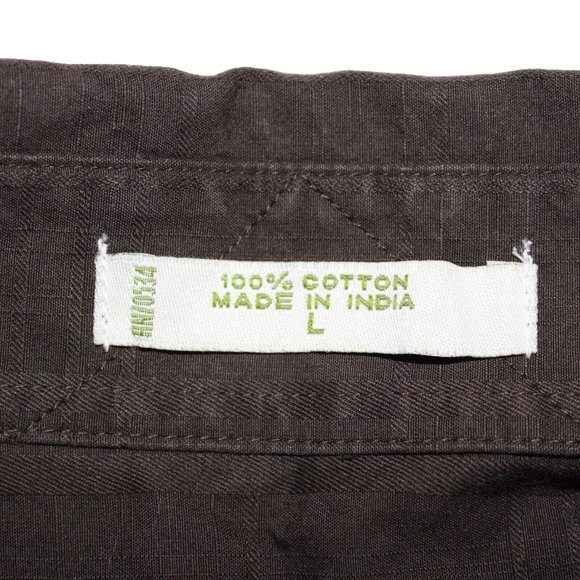 RN70534
100% COTTON
MADE IN INDIA
L